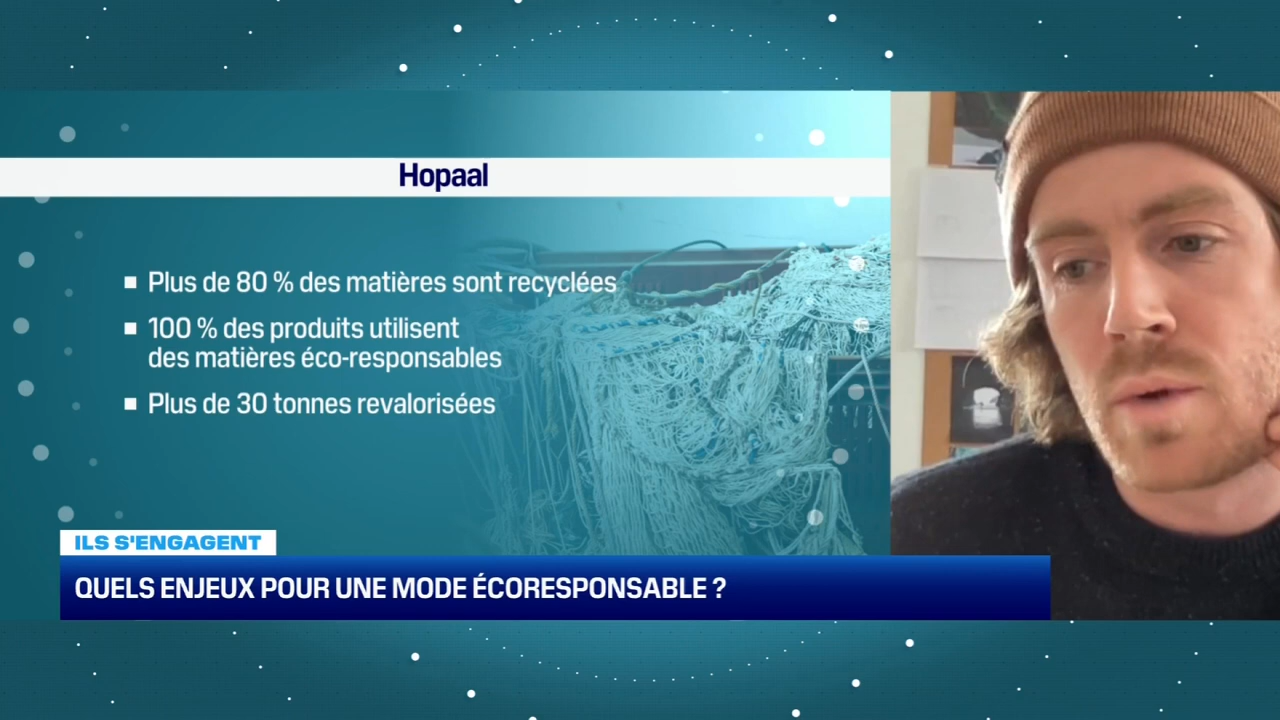 Hopaal
Plus de 80 % des matières sont recyclées
100 % des produits utilisent
des matières éco-responsables
Plus de 30 tonnes revalorisées
ILS S'ENGAGENT
QUELS ENJEUX POUR UNE MODE ÉCORESPONSABLE ?